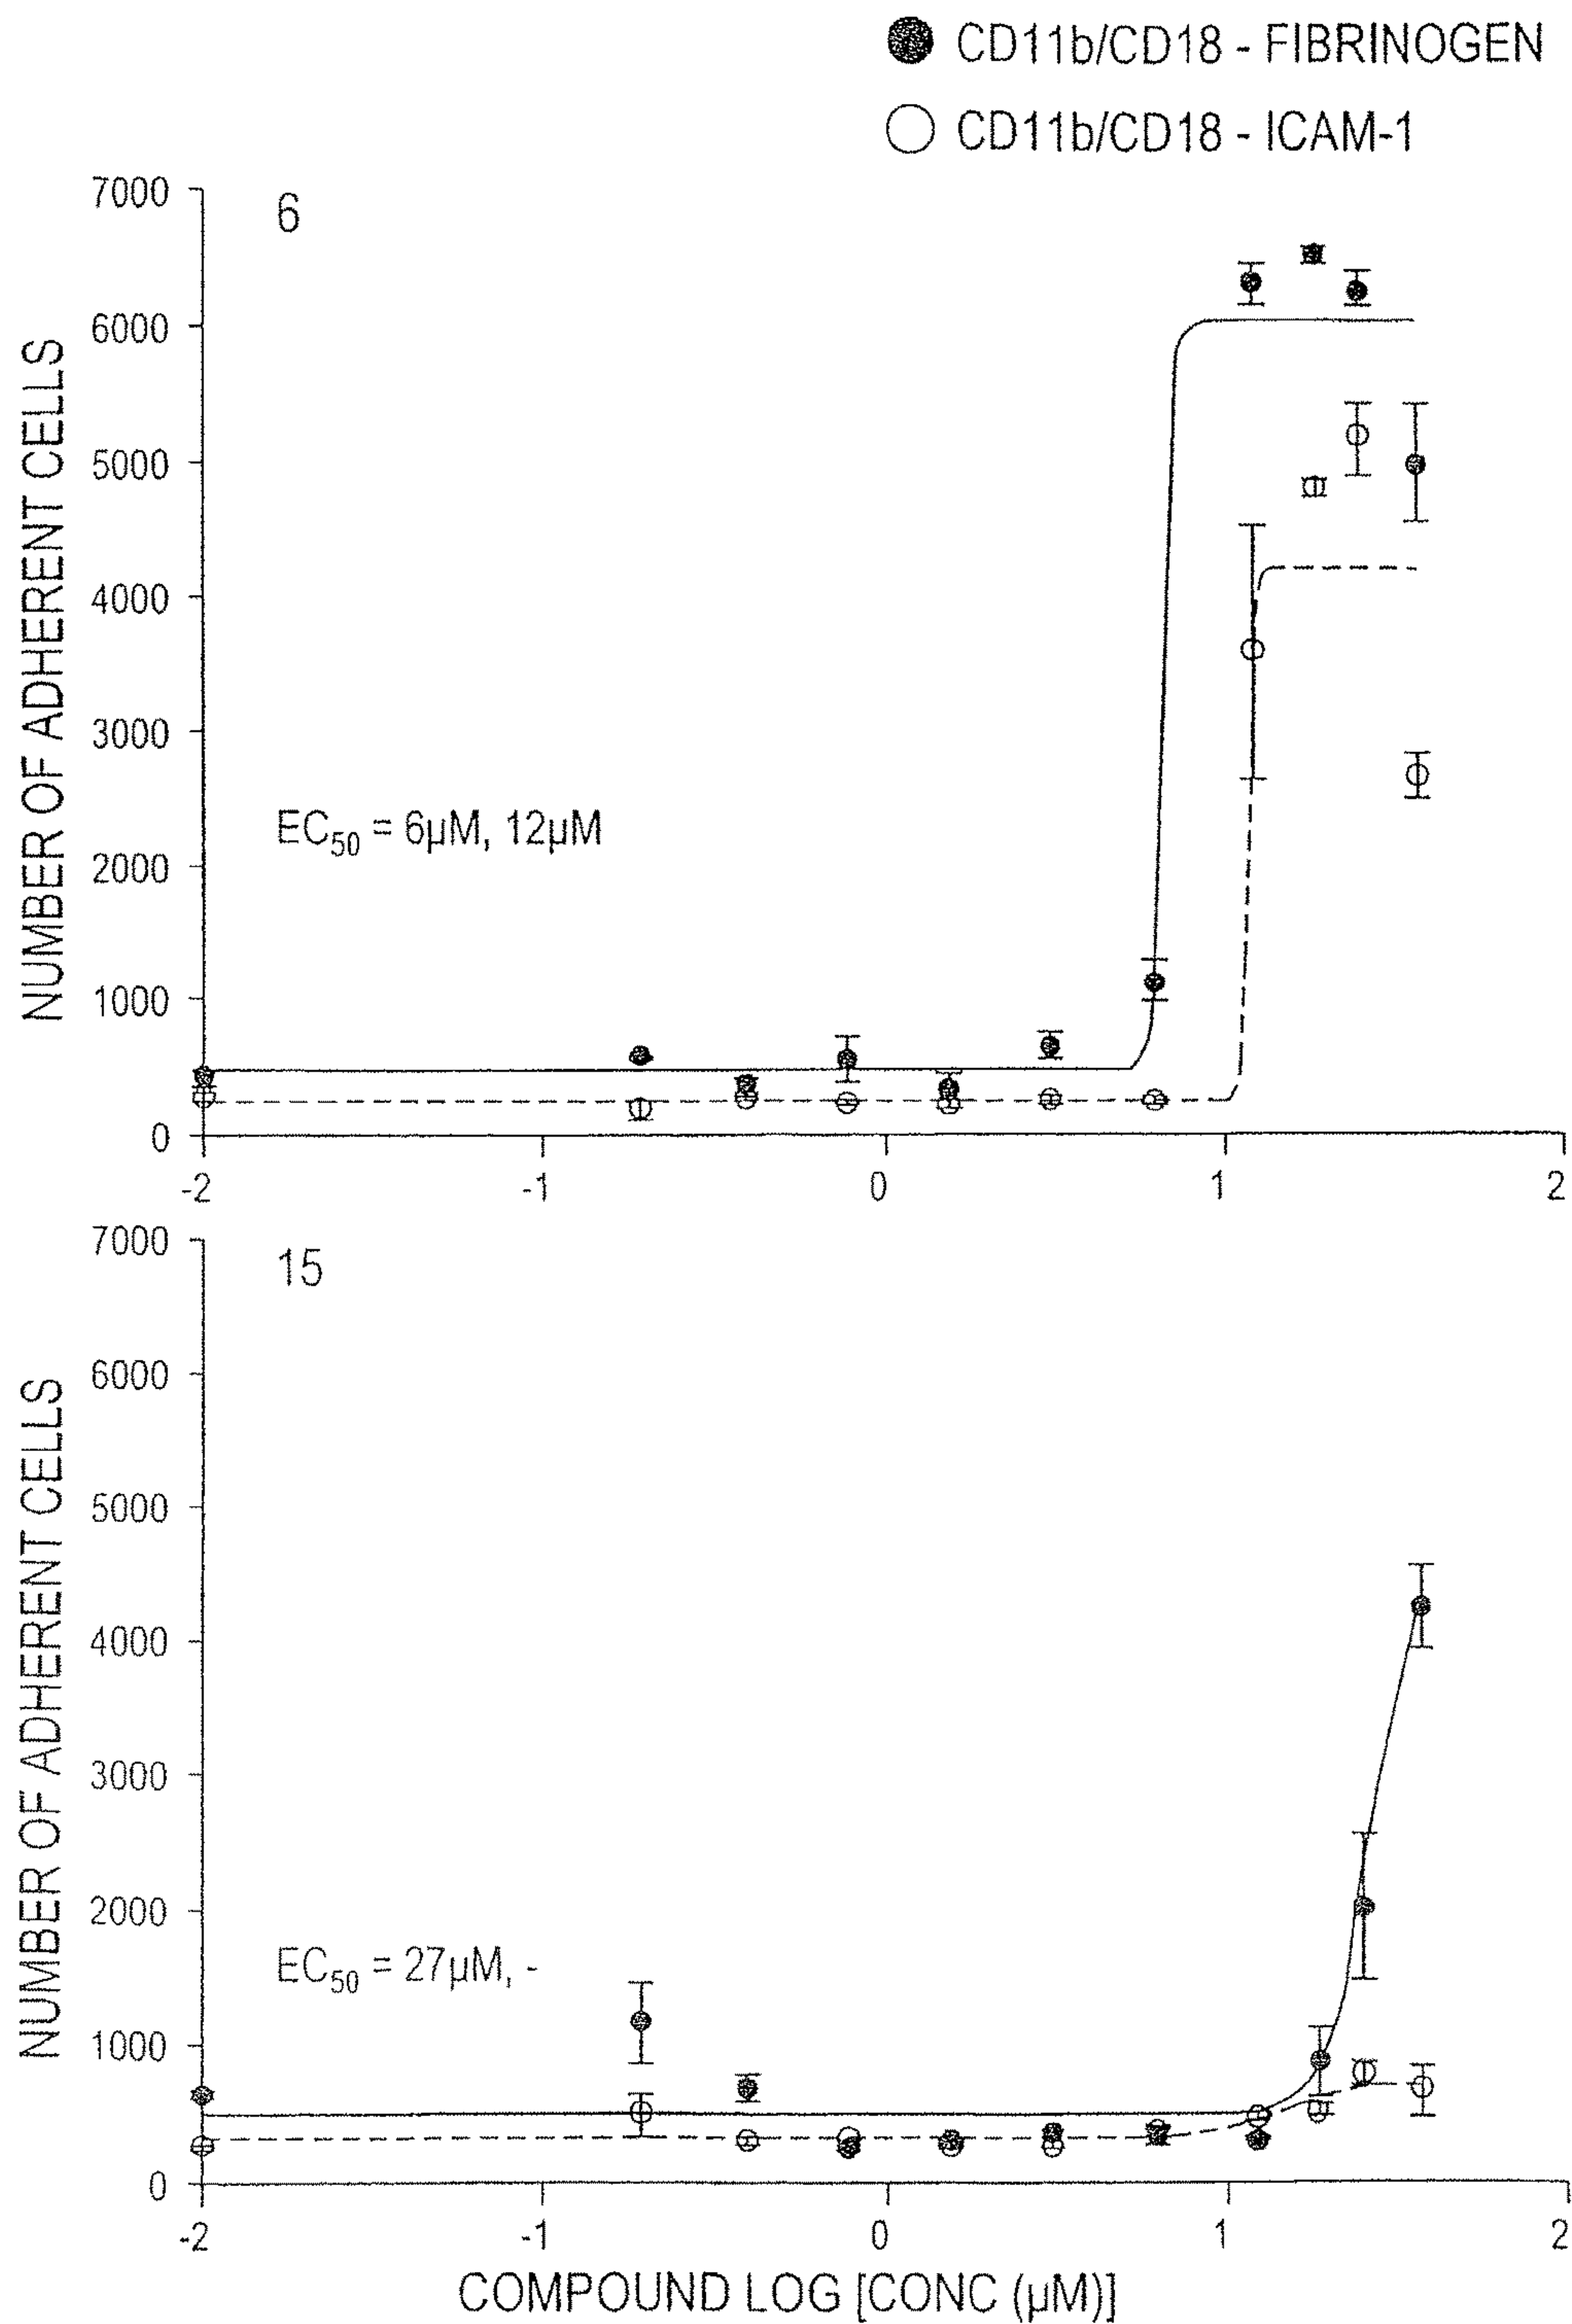 CD11b/CD18 - FIBRINOGEN
CD11b/CD18 - ICAM-1
NUMBER OF ADHERENT CELLS
7000
6000
5000
4000
3000
2000
1000
0
6
EC50 = 6µM, 12µM
-2 -1 0 1 2
NUMBER OF ADHERENT CELLS
7000
6000
5000
4000
3000
2000
1000
0
15
EC50 = 27µM, -
-2 -1 0 1 2
COMPOUND LOG [CONC (µM)]